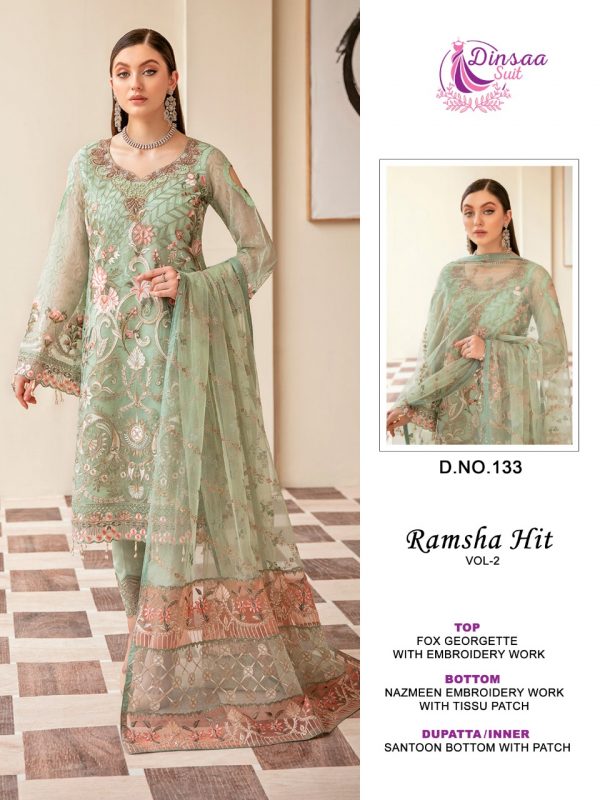 Dinsaa
Suit
D.NO.133
Ramsha Hit
VOL-2
TOP
FOX GEORGETTE
WITH EMBROIDERY WORK
BOTTOM
NAZMEEN EMBROIDERY WORK
WITH TISSU PATCH
DUPATTA/INNER
SANTOON BOTTOM WITH PATCH